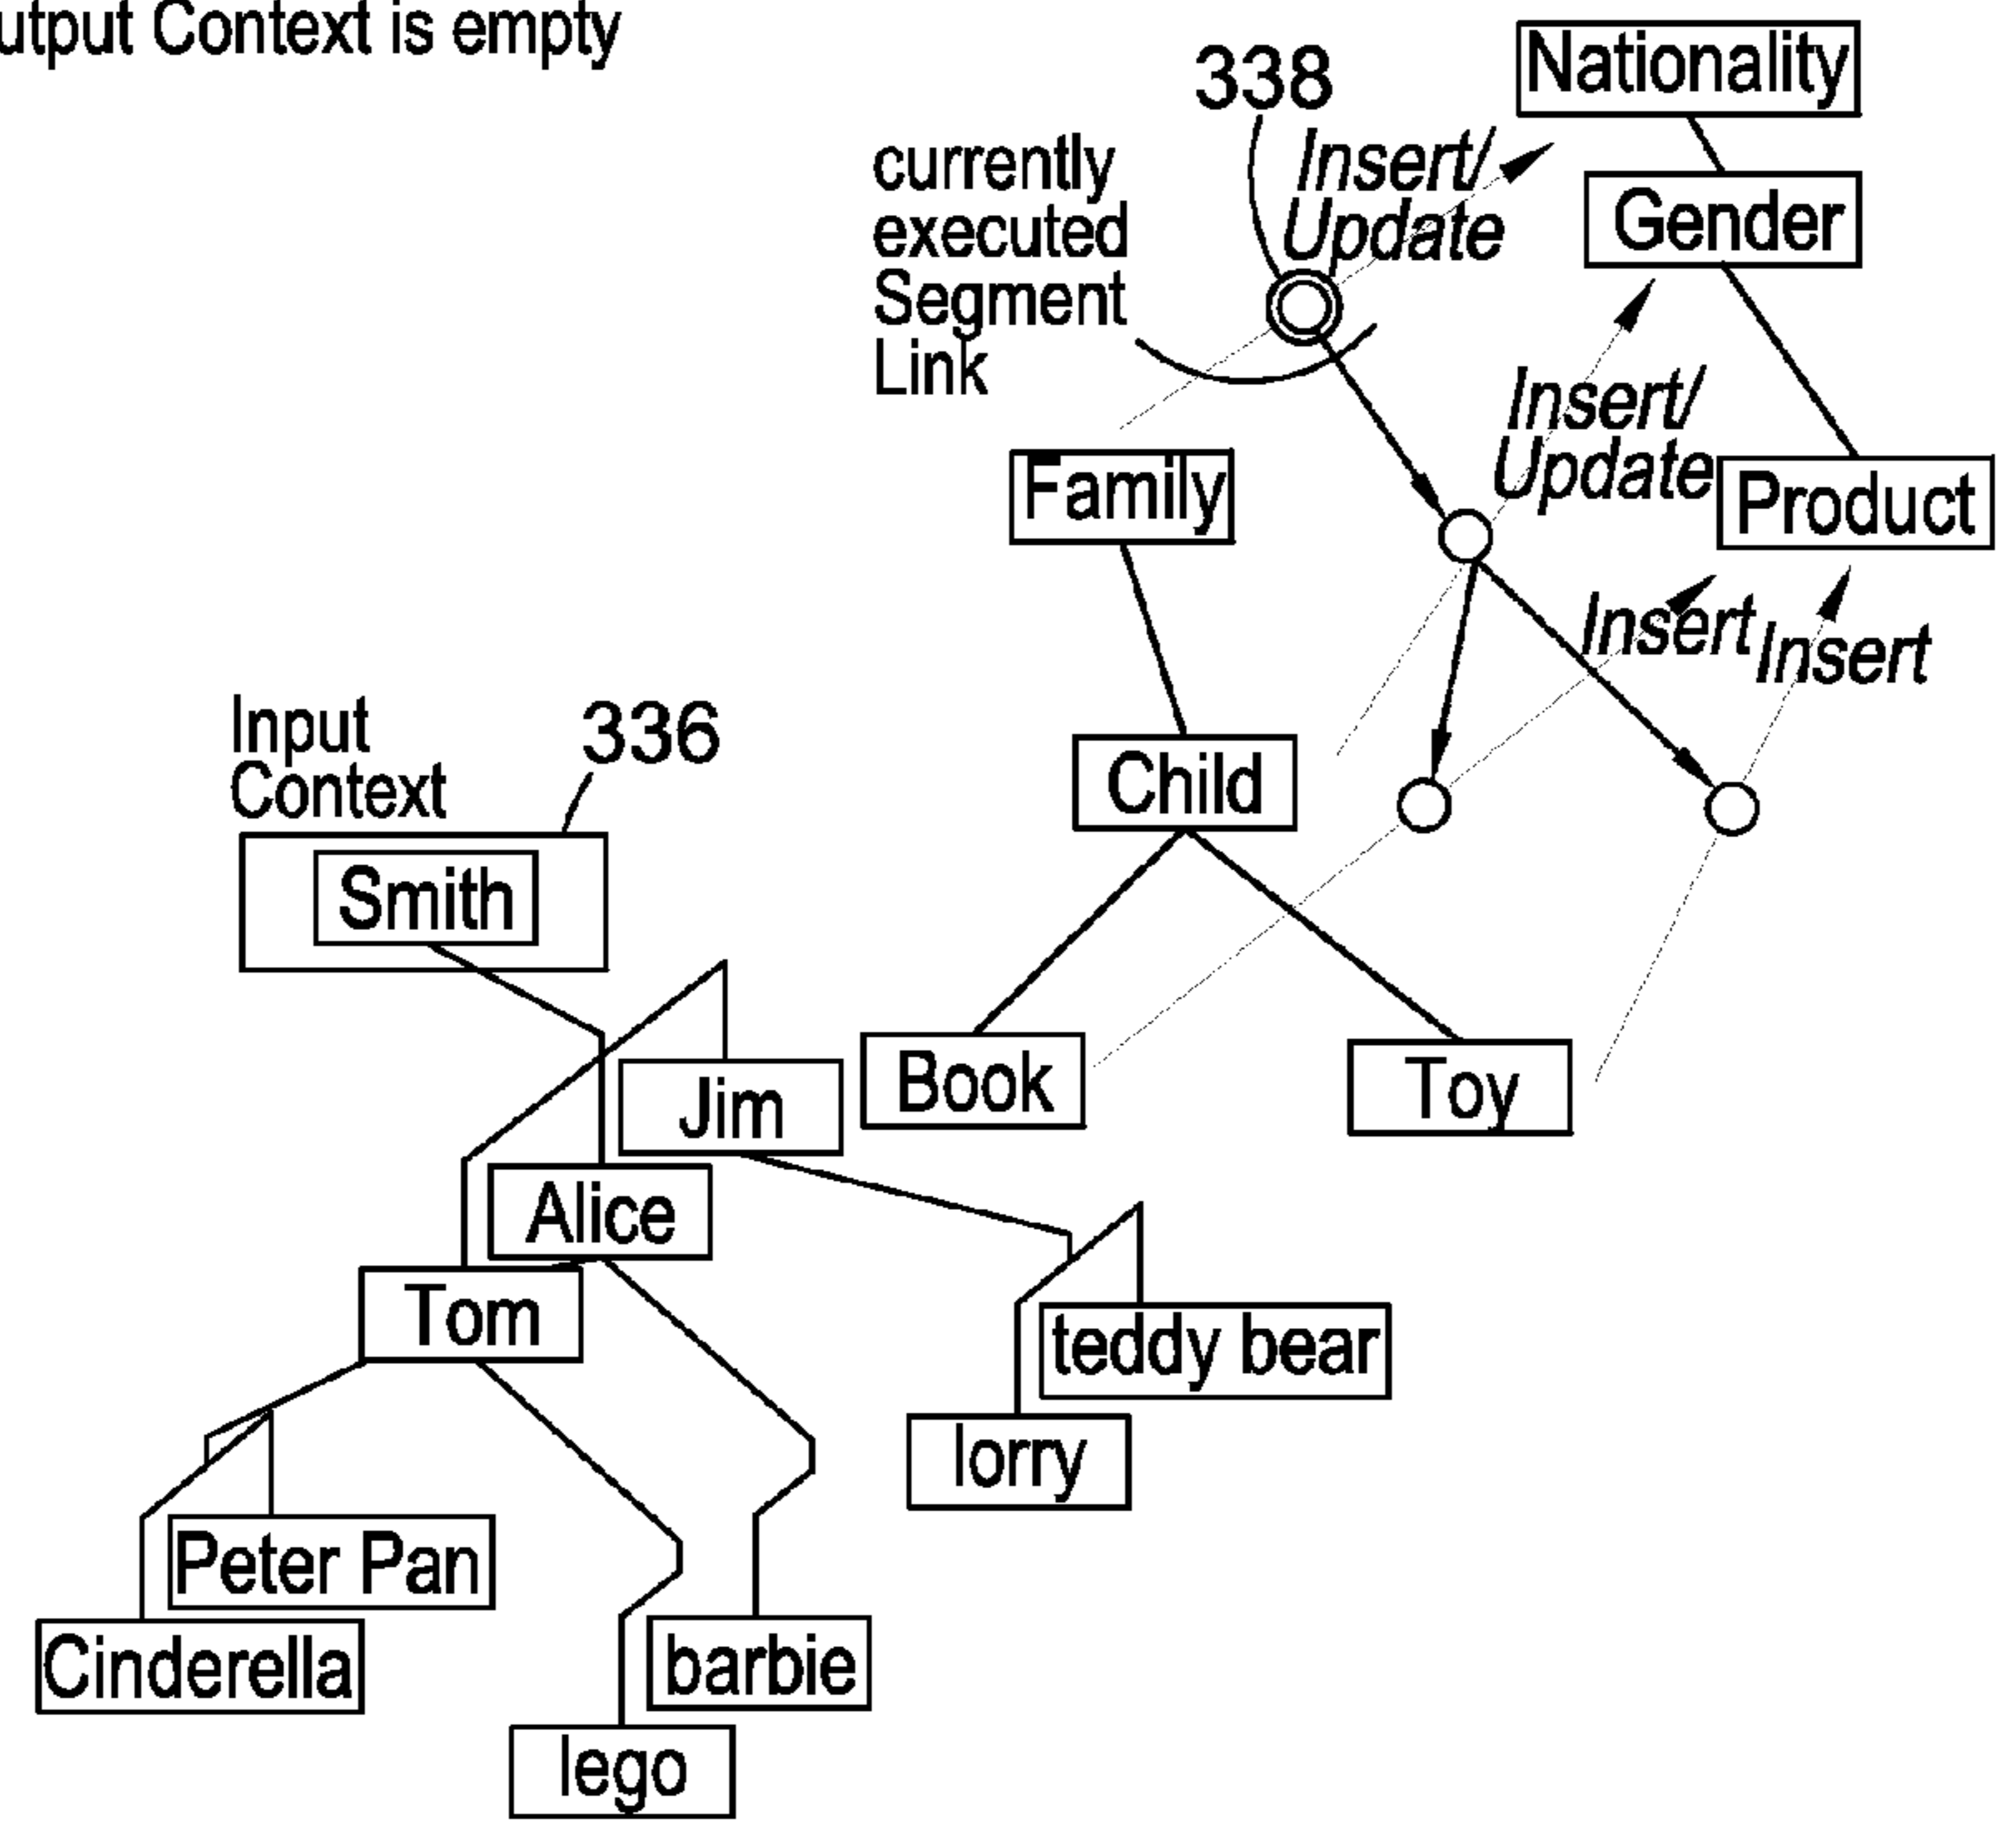 utput Context is empty
338
Nationality
currently
executed
Segment
Link
Insert/
Update
Gender
Insert/
Update
Family
Product
Insert
Insert
Input
Context
336
Child
Smith
Book
Toy
Jim
Alice
Tom
teddy bear
lorry
Peter Pan
Cinderella
barbie
lego